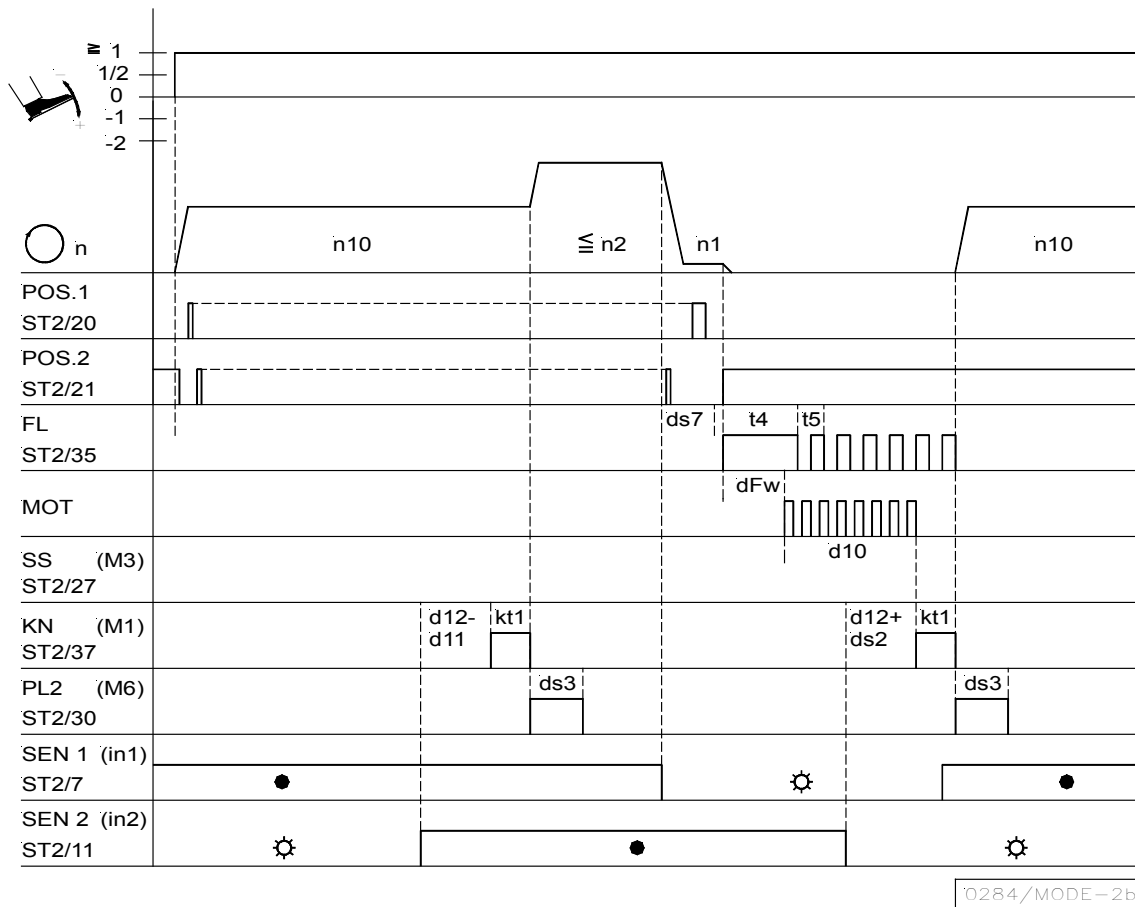 ≧ 1
1/2
0
-1
-2
n
n10
≦ n2
n1
n10
POS.1
ST2/20
POS.2
ST2/21
FL
ST2/35
ds7
t4
t5
MOT
dFw
d10
SS (M3)
ST2/27
KN (M1)
ST2/37
d12-
d11
kt1
d12+
ds2
kt1
PL2 (M6)
ST2/30
ds3
ds3
SEN 1 (in1)
ST2/7
SEN 2 (in2)
ST2/11
0284/MODE-2b